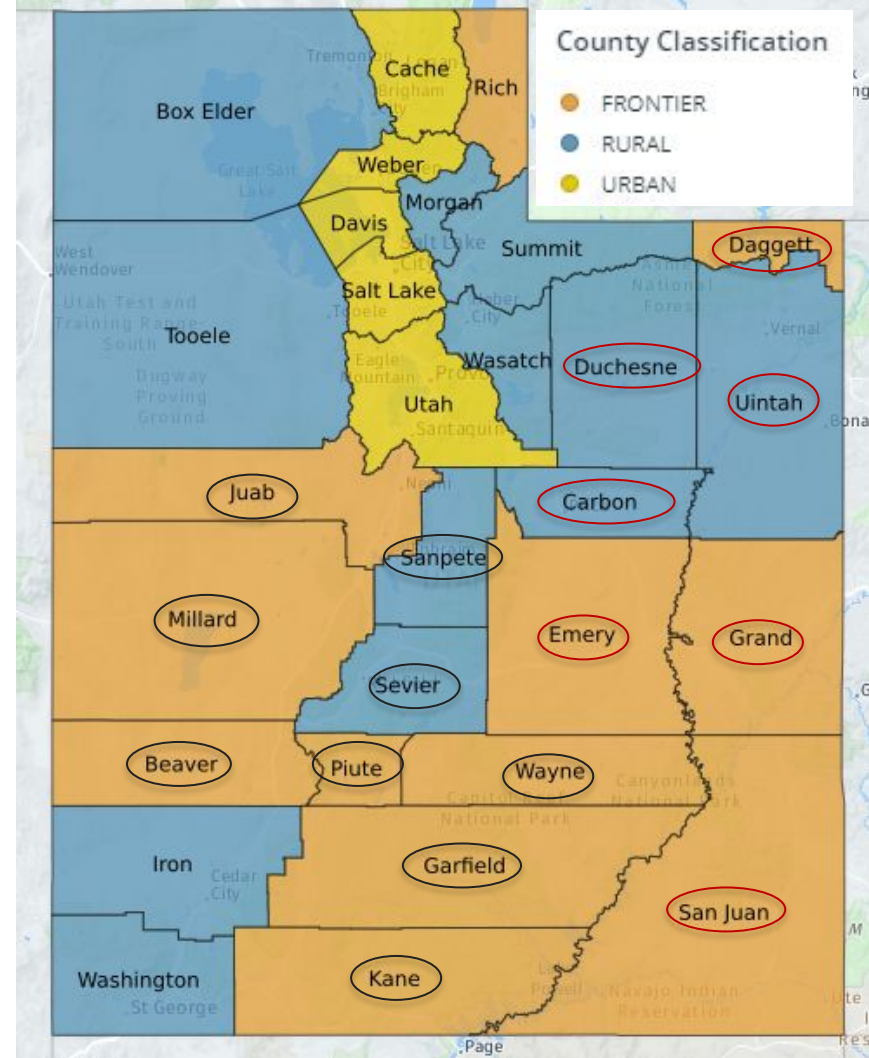 County Classification
FRONTIER
RURAL
URBAN
Cache
Rich
Box Elder
Tremonton
Logan
Brigham
City
Weber
Great Salt
Lake
Morgan
Davis
Summit
Daggett
Salt Lake
City
West
Wendover
Ashley
National
Forest
Salt Lake
Heber
City
Tooele
Utah Test and
Training Range
South
Tooele
Vernal
Wasatch
Duchesne
Eagle
Mountain
Provo
Dugway
Proving
Ground
Utah
Uintah
Santaquin
Bona
Juab
Nephi
Carbon
Sanpete
Millard
Emery
Grand
Sevier
Beaver
Piute
Wayne
Canyonlands
National Park
Capitol Reef
National Park
Iron
Garfield
Cedar
City
San Juan
Washington
St George
Kane
Navajo Indian
Reservation
Ute
Res
Page